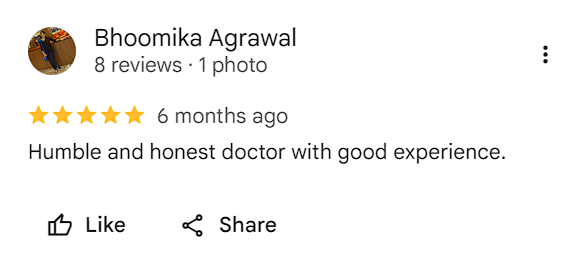 Bhoomika Agrawal
8 reviews · 1 photo
6 months ago
Humble and honest doctor with good experience.
Like
Share